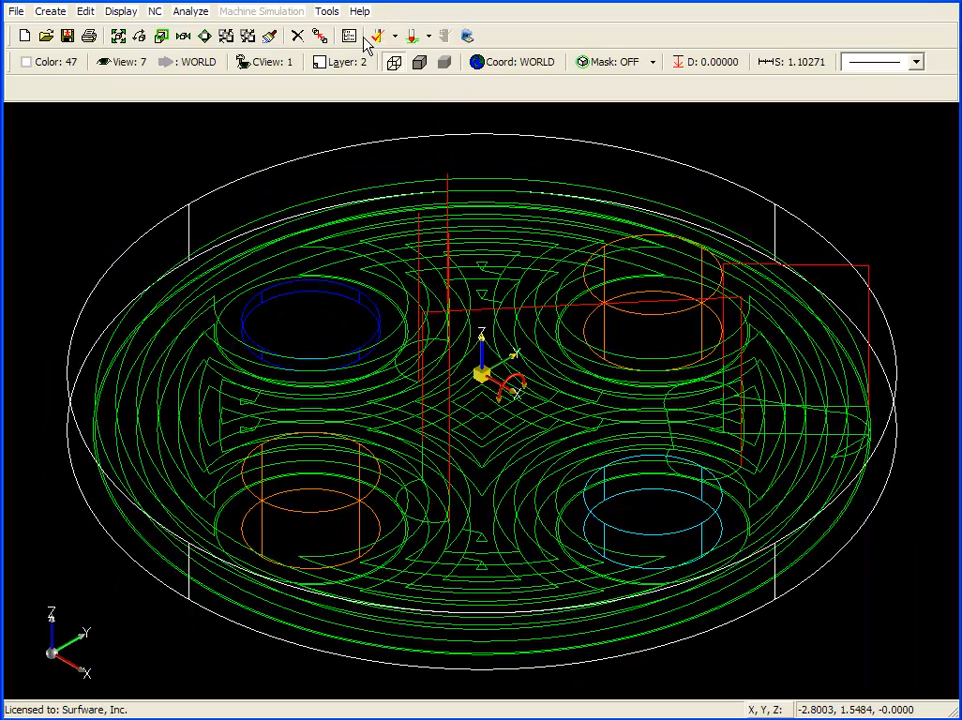 File Create Edit Display NC Analyze Machine Simulation Tools Help
Color: 47 View: 7 : WORLD CView: 1 Layer: 2 Coord: WORLD Mask: OFF D: 0.00000 S: 1.10271
Z
Y
X
Z
Y
X
Licensed to: Surfware, Inc. X, Y, Z: -2.8003, 1.5484, -0.0000